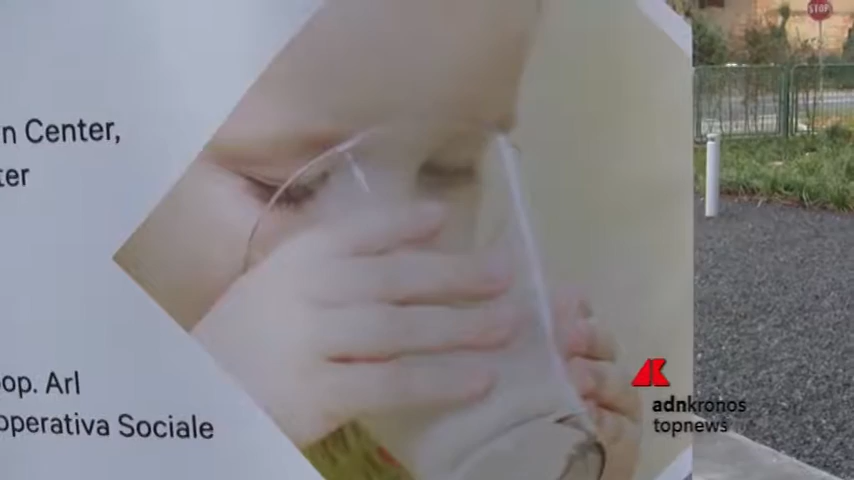 STOP
n Center,
ter
op. Arl
operativa Sociale
adnkronos
topnews